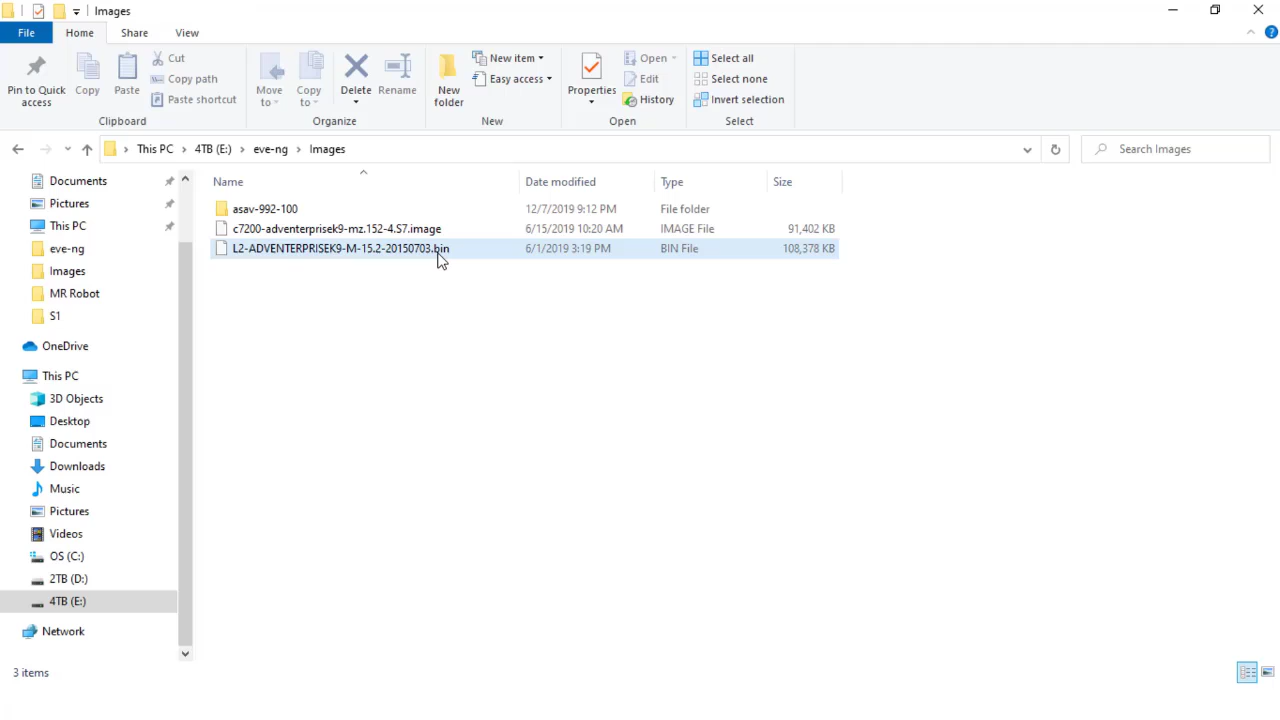 Images
File Home Share View
Pin to Quick access
Copy
Paste
Cut
Copy path
Paste shortcut
Clipboard
Move to
Copy to
Delete
Rename
Organize
New folder
New item
Easy access
New
Properties
Open
Edit
History
Open
Select all
Select none
Invert selection
Select
This PC 4TB (E:) eve-ng Images
Search Images
Name Date modified Type Size
asav-992-100 12/7/2019 9:12 PM File folder
c7200-adventerprisek9-mz.152-4.S7.image 6/15/2019 10:20 AM IMAGE File 91,402 KB
L2-ADVENTERPRISEK9-M-15.2-20150703.bin 6/1/2019 3:19 PM BIN File 108,378 KB
Documents
Pictures
This PC
eve-ng
Images
MR Robot
S1
OneDrive
This PC
3D Objects
Desktop
Documents
Downloads
Music
Pictures
Videos
OS (C:)
2TB (D:)
4TB (E:)
Network
3 items